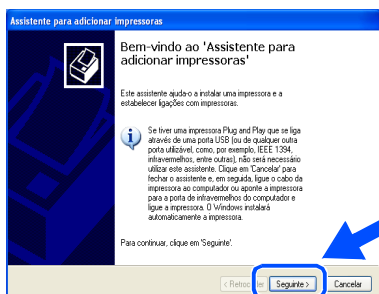 Assistente para adicionar impressoras
Bem-vindo ao 'Assistente para
adicionar impressoras'
Este assistente ajuda-o a instalar uma impressora e a
estabelecer ligações com impressoras.
Se tiver uma impressora Plug and Play que se liga
através de uma porta USB (ou de qualquer outra
porta utilizável, como, por exemplo, IEEE 1394,
infravermelhos, entre outras), não será necessário
utilizar este assistente. Clique em 'Cancelar' para
fechar o assistente e, em seguida, ligue o cabo da
impressora ao computador ou aponte a impressora
para a porta de infravermelhos do computador e
ligue a impressora. O Windows instalará
automaticamente a impressora.
Para continuar, clique em 'Seguinte'.
Seguinte > Cancelar